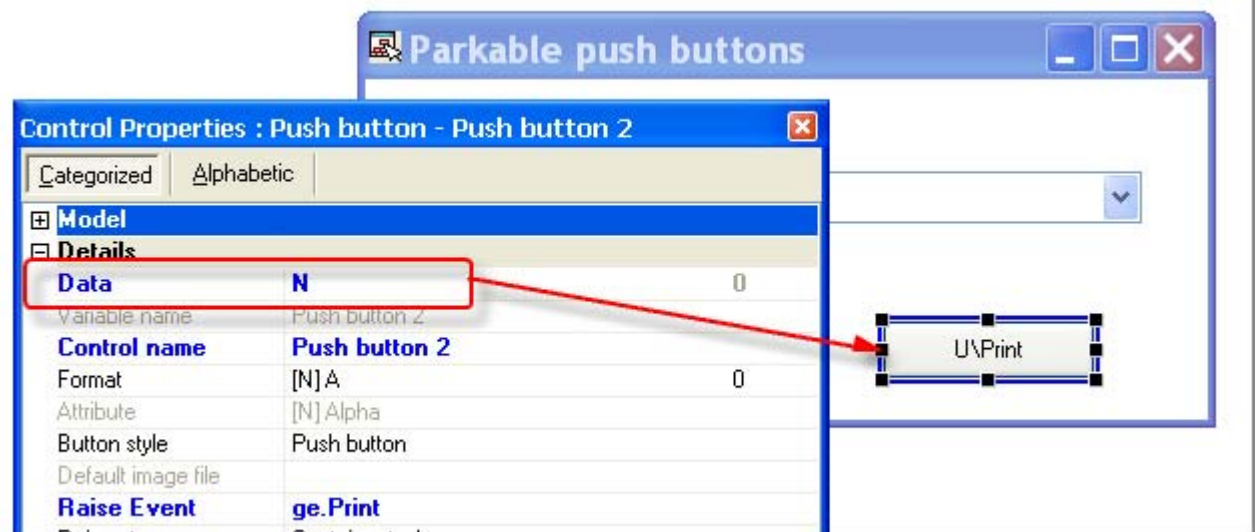 Parkable push buttons
Control Properties : Push button - Push button 2
Categorized Alphabetic
Model
Details
Data N 0
Variable name Push button 2
Control name Push button 2
Format [N] A 0
U\Print
Attribute [N] Alpha
Button style Push button
Default image file
Raise Event ge.Print